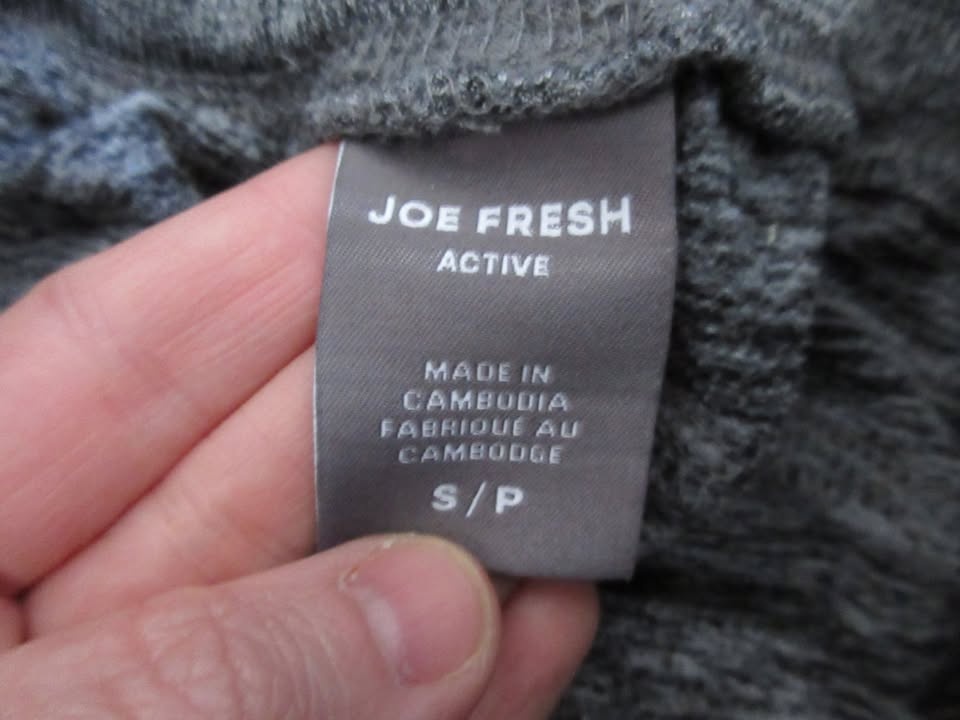 JOE FRESH
ACTIVE
MADE IN
CAMBODIA
FABRIQUÉ AU
CAMBODGE
S / P